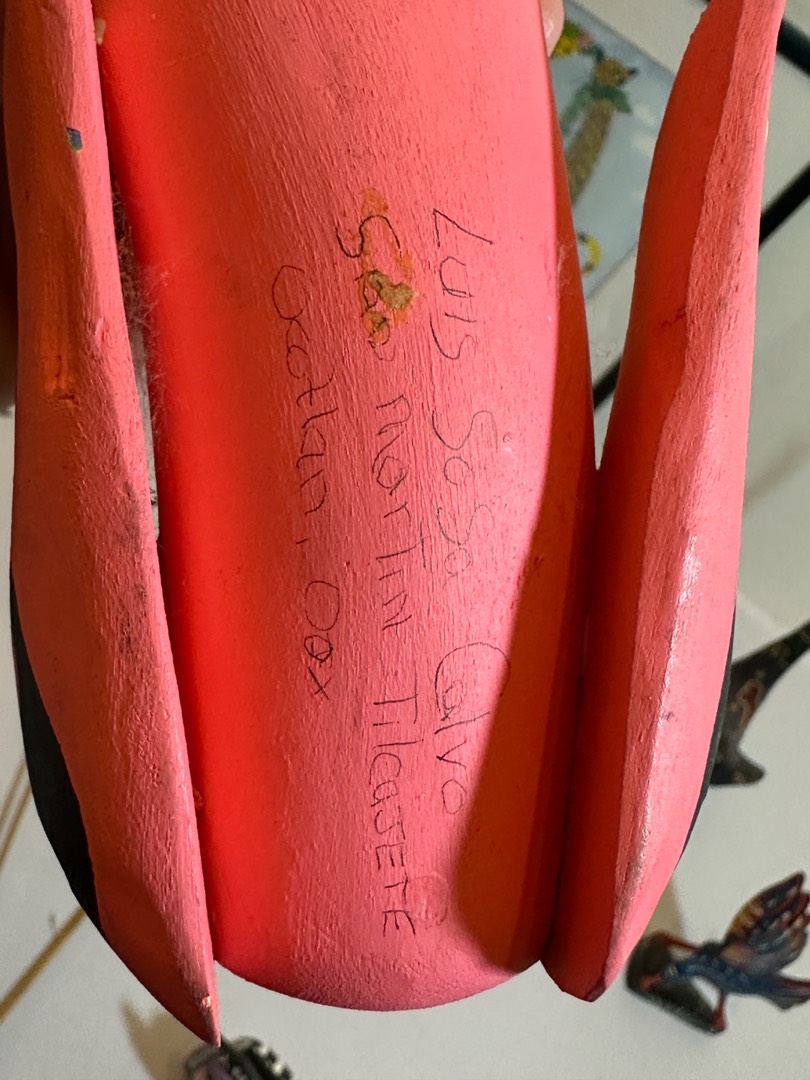 Luis Sosa Calvo
San Martin TilcaJETE
Ocotlan, Oax